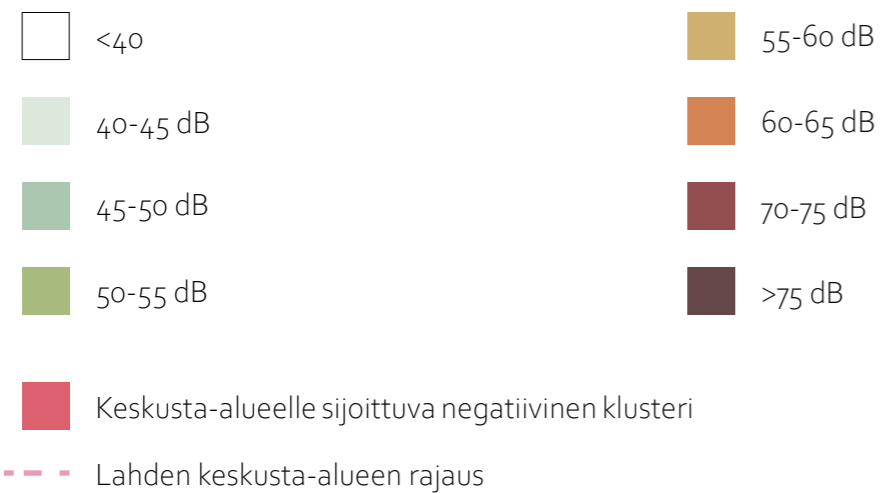 <40
40-45 dB
45-50 dB
50-55 dB
55-60 dB
60-65 dB
70-75 dB
>75 dB
Keskusta-alueelle sijoittuva negatiivinen klusteri
Lahden keskusta-alueen rajaus